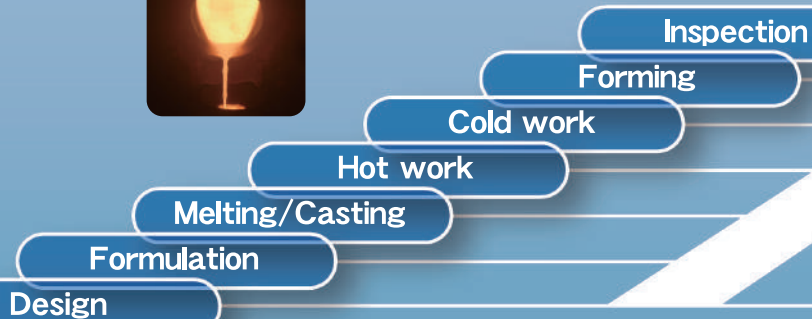 Inspection
Forming
Cold work
Hot work
Melting/Casting
Formulation
Design